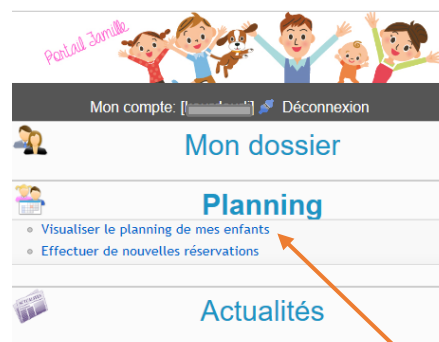 Portail Famille
Mon compte: [ ] Déconnexion
Mon dossier
Planning
Visualiser le planning de mes enfants
Effectuer de nouvelles réservations
Actualités